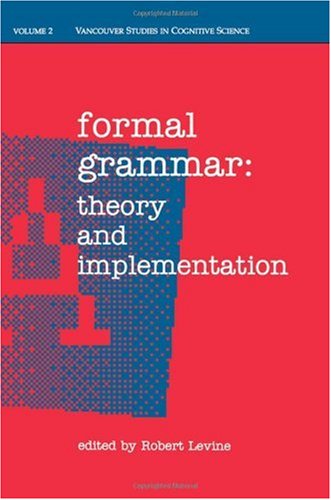 VOLUME 2 VANCOUVER STUDIES IN COGNITIVE SCIENCE
formal
grammar:
theory
and
implementation
edited by Robert Levine